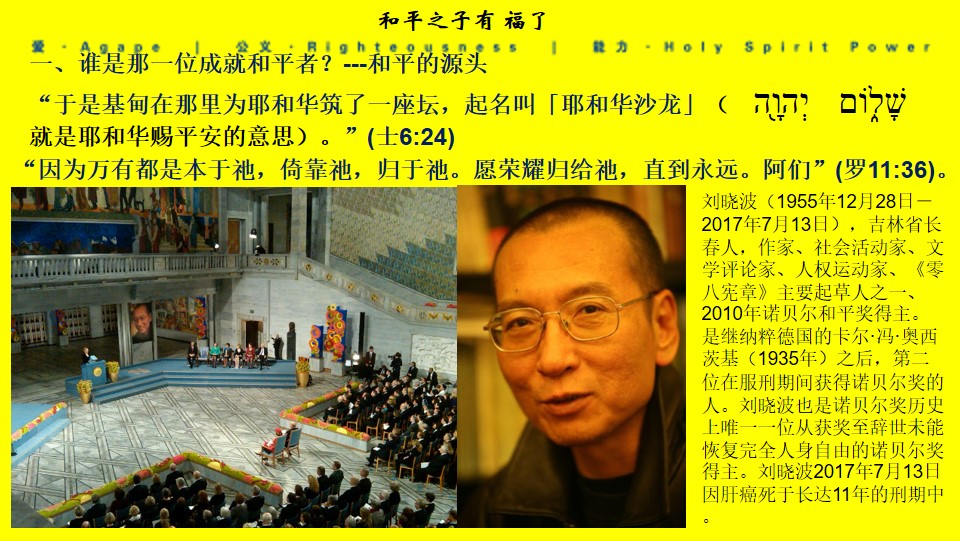 和平之子有 福了
爱 · Agape | 公义 · Righteousness | 能力 · Holy Spirit Power
一、谁是那一位成就和平者？---和平的源头
“于是基甸在那里为耶和华筑了一座坛，起名叫「耶和华沙龙」（ יְהוָ֖ה שָׁל֑וֹם
就是耶和华赐平安的意思）。”(士6:24)
“因为万有都是本于祂，倚靠祂，归于祂。愿荣耀归给祂，直到永远。阿们”(罗11:36)。
刘晓波（1955年12月28日－
2017年7月13日），吉林省长
春人，作家、社会活动家、文
学评论家、人权运动家、《零
八宪章》主要起草人之一、
2010年诺贝尔和平奖得主。
是继纳粹德国的卡尔·冯·奥西
茨基（1935年）之后，第二
位在服刑期间获得诺贝尔奖的
人。刘晓波也是诺贝尔奖历史
上唯一一位从获奖至辞世未能
恢复完全人身自由的诺贝尔奖
得主。刘晓波2017年7月13日
因肝癌死于长达11年的刑期中
。